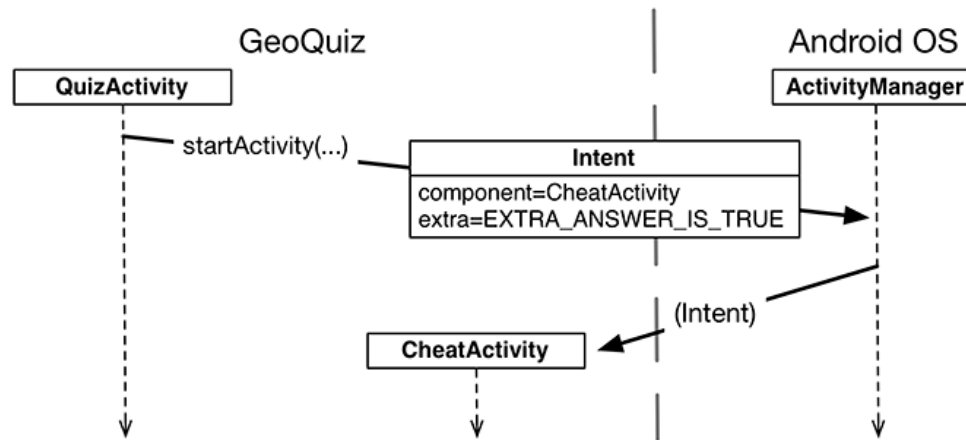 GeoQuiz
Android OS
QuizActivity
ActivityManager
startActivity(...)
Intent
component=CheatActivity
extra=EXTRA_ANSWER_IS_TRUE
(Intent)
CheatActivity